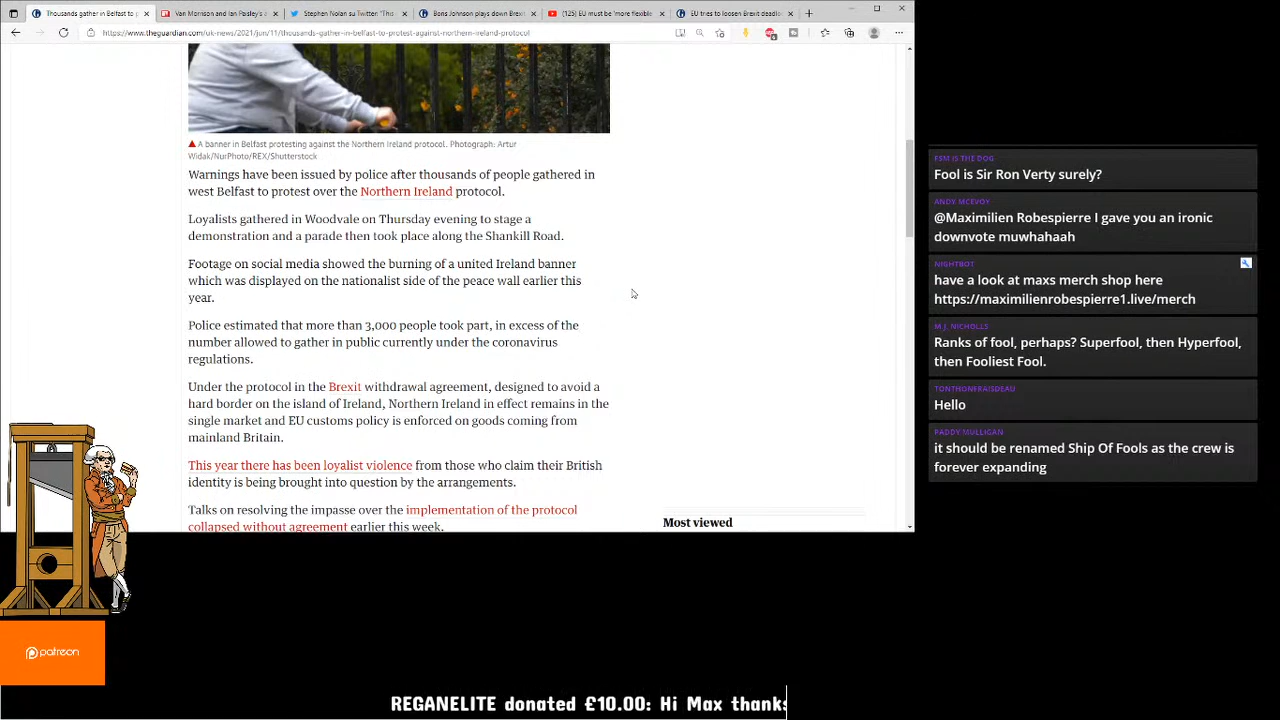 Thousands gather in Belfast to p
Van Morrison and Ian Paisley's a
Stephen Nolan su Twitter: "This
Boris Johnson plays down Brexi
(125) EU must be 'more flexible
EU tries to loosen Brexit deadlo
https://www.theguardian.com/uk-news/2021/jun/11/thousands-gather-in-belfast-to-protest-against-northern-ireland-protocol
A banner in Belfast protesting against the Northern Ireland protocol. Photograph: Artur
Widak/NurPhoto/REX/Shutterstock
Warnings have been issued by police after thousands of people gathered in
west Belfast to protest over the Northern Ireland protocol.
Loyalists gathered in Woodvale on Thursday evening to stage a
demonstration and a parade then took place along the Shankill Road.
Footage on social media showed the burning of a united Ireland banner
which was displayed on the nationalist side of the peace wall earlier this
year.
Police estimated that more than 3,000 people took part, in excess of the
number allowed to gather in public currently under the coronavirus
regulations.
Under the protocol in the Brexit withdrawal agreement, designed to avoid a
hard border on the island of Ireland, Northern Ireland in effect remains in the
single market and EU customs policy is enforced on goods coming from
mainland Britain.
This year there has been loyalist violence from those who claim their British
identity is being brought into question by the arrangements.
Talks on resolving the impasse over the implementation of the protocol
collapsed without agreement earlier this week.
Most viewed
FSM IS THE DOG
Fool is Sir Ron Verty surely?
ANDY MCEVOY
@Maximilien Robespierre I gave you an ironic
downvote muwhahaah
NIGHTBOT
have a look at maxs merch shop here
https://maximilienrobespierre1.live/merch
M.J. NICHOLLS
Ranks of fool, perhaps? Superfool, then Hyperfool,
then Fooliest Fool.
TONTHONFRAISDEAU
Hello
PADDY MULLIGAN
it should be renamed Ship Of Fools as the crew is
forever expanding
patreon
REGANELITE donated £10.00: Hi Max thanks